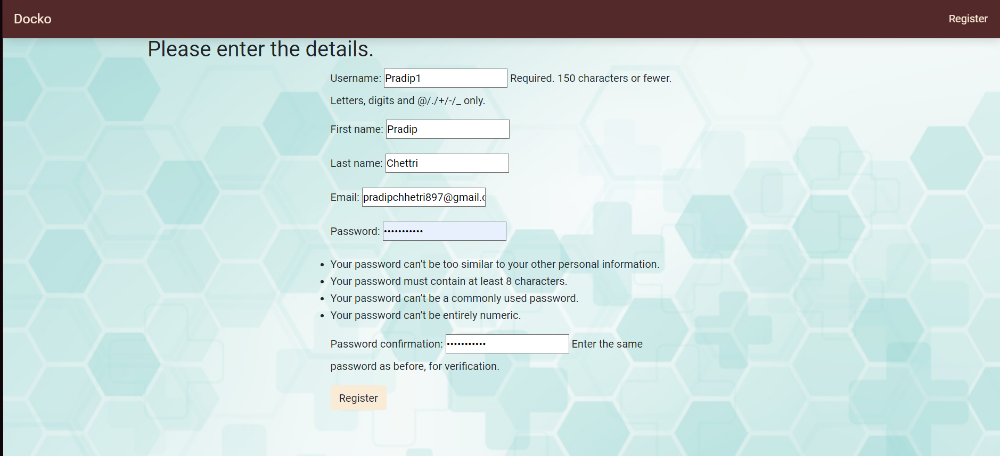 Docko
Register
Please enter the details.
Username: Pradip1 Required. 150 characters or fewer.
Letters, digits and @/./+/-/_ only.
First name: Pradip
Last name: Chettri
Email: pradipchhetri897@gmail.c
Password: •••••••••••
• Your password can’t be too similar to your other personal information.
• Your password must contain at least 8 characters.
• Your password can’t be a commonly used password.
• Your password can’t be entirely numeric.
Password confirmation: ••••••••••• Enter the same
password as before, for verification.
Register